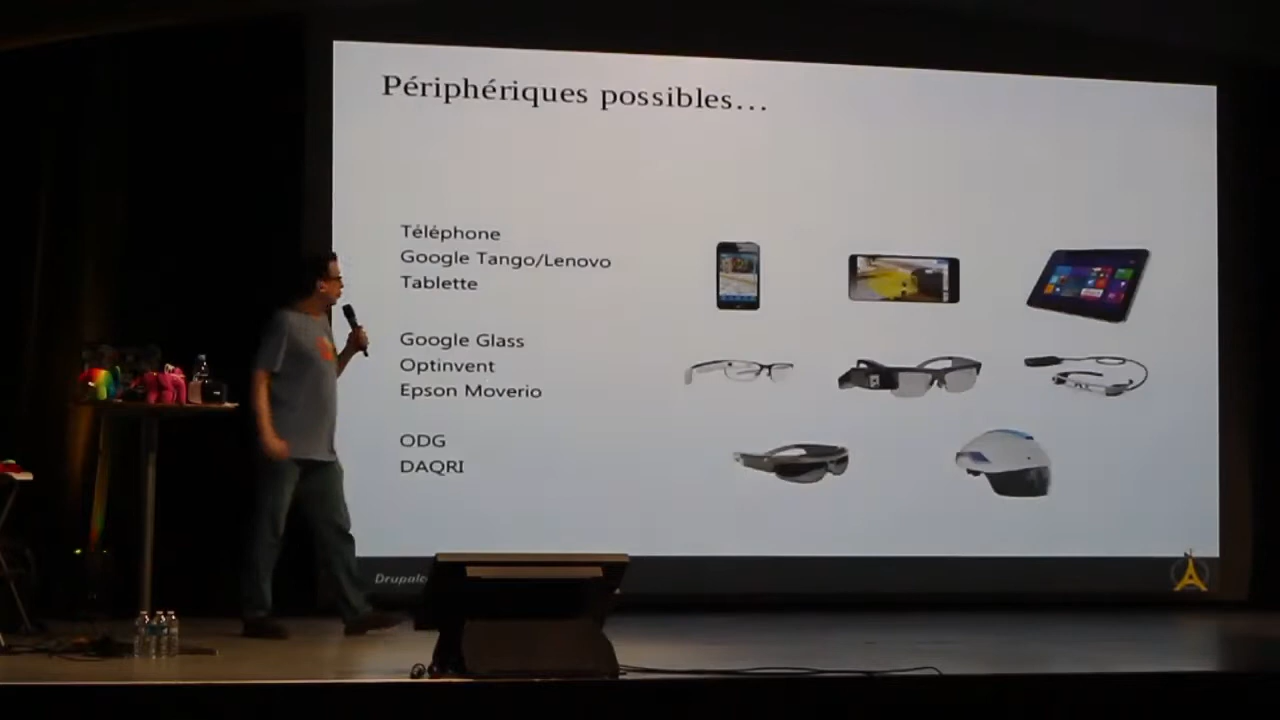 Périphériques possibles...
Téléphone
Google Tango/Lenovo
Tablette
Google Glass
Optinvent
Epson Moverio
ODG
DAQRI